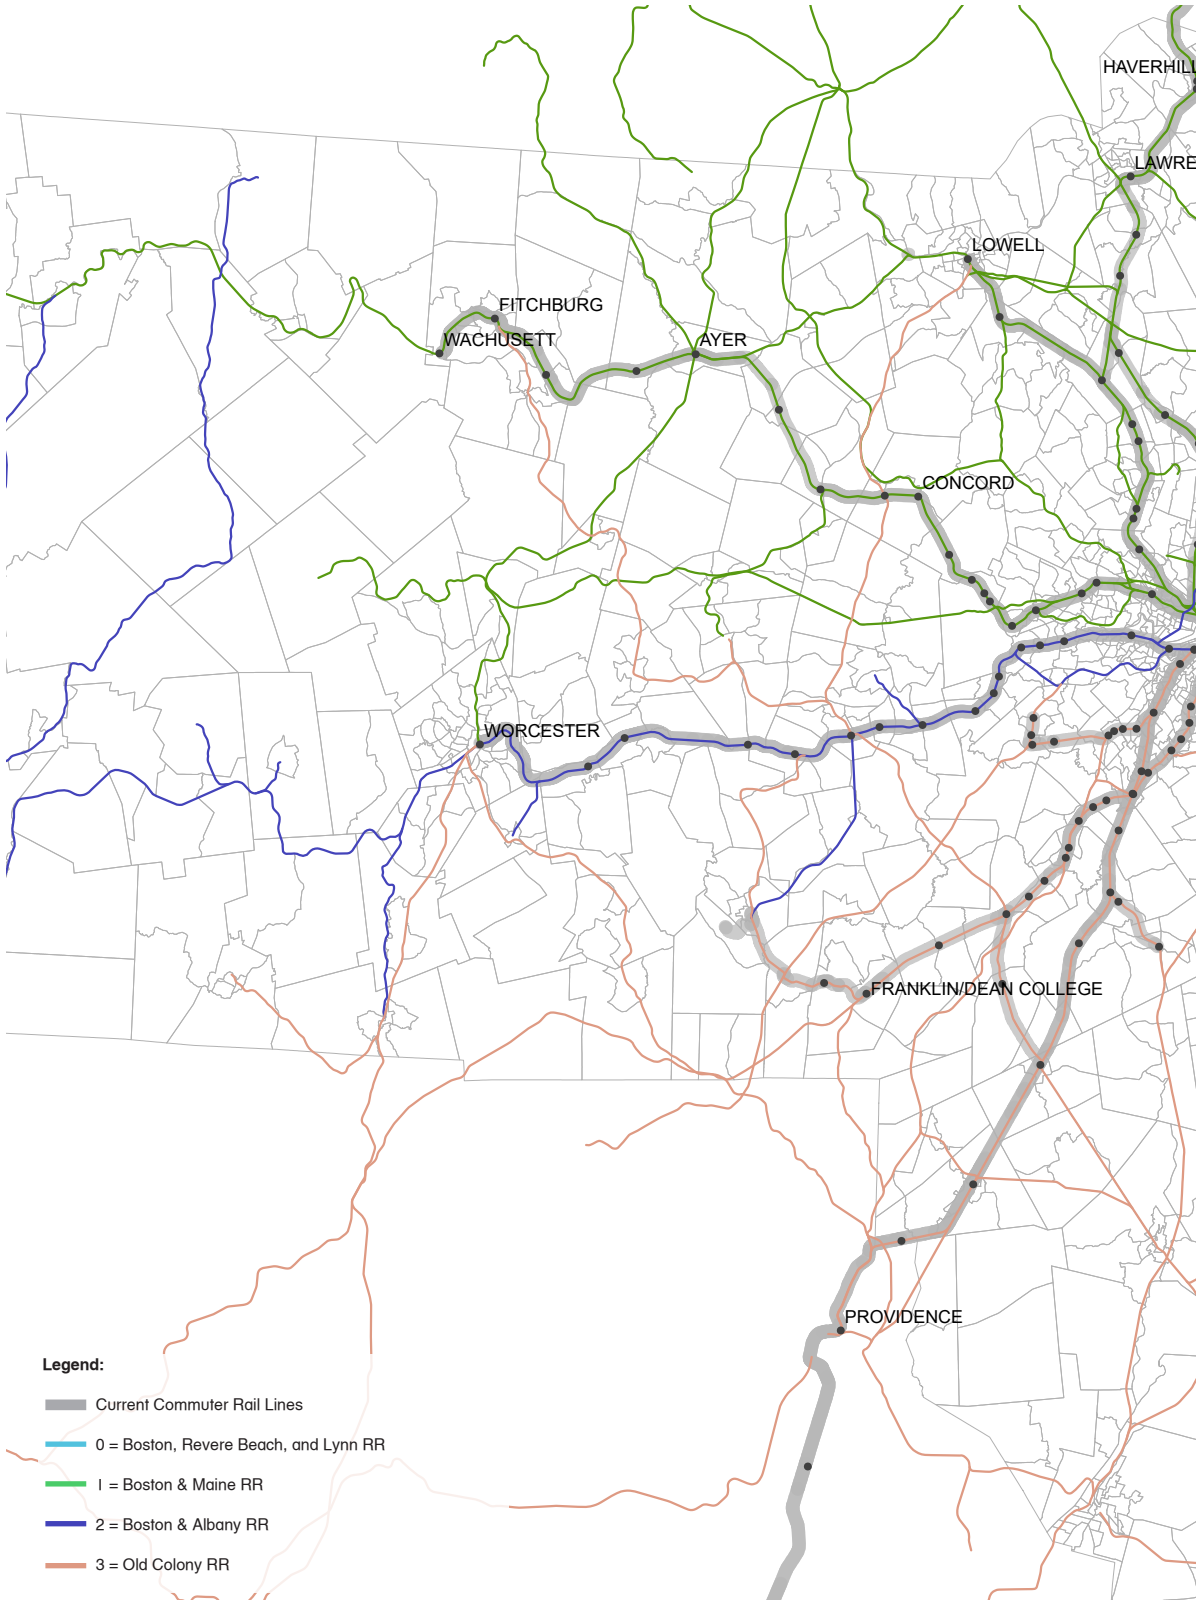 HAVERHILL
LAWRE
LOWELL
FITCHBURG
WACHUSETT
AYER
CONCORD
WORCESTER
FRANKLIN/DEAN COLLEGE
PROVIDENCE
Legend:
Current Commuter Rail Lines
0 = Boston, Revere Beach, and Lynn RR
1 = Boston & Maine RR
2 = Boston & Albany RR
3 = Old Colony RR